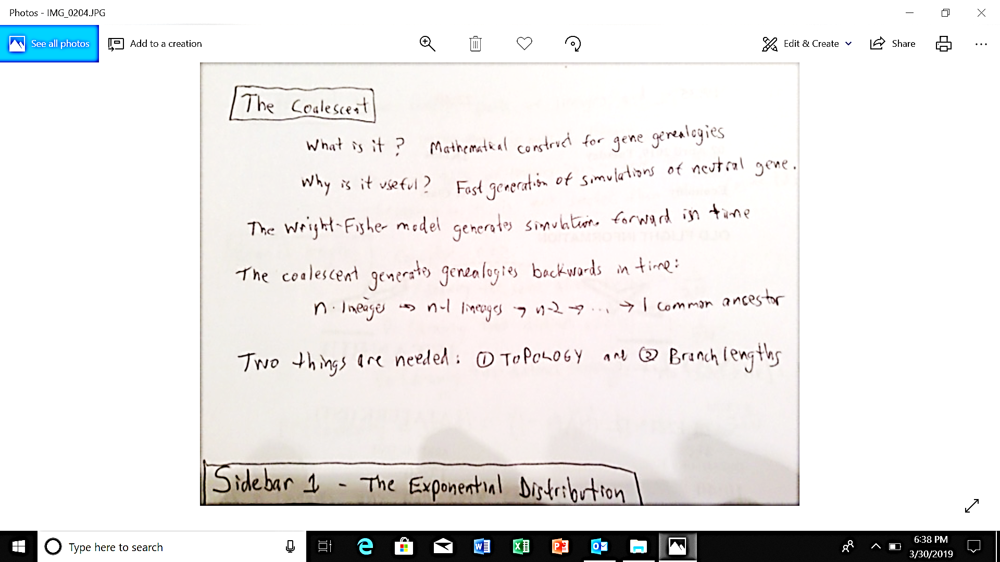 Photos - IMG_0204.JPG
See all photos
Add to a creation
Edit & Create
Share
The Coalescent
What is it? Mathematical construct for gene genealogies
Why is it useful? Fast generation of simulations of neutral gene.
The Wright-Fisher model generates simulations forward in time
The coalescent generates genealogies backwards in time:
n lineages → n-1 lineages → n-2 → ... → 1 common ancestor
Two things are needed: ① TOPOLOGY and ② Branch lengths
Sidebar 1 - The Exponential Distribution
Type here to search
6:38 PM
3/30/2019